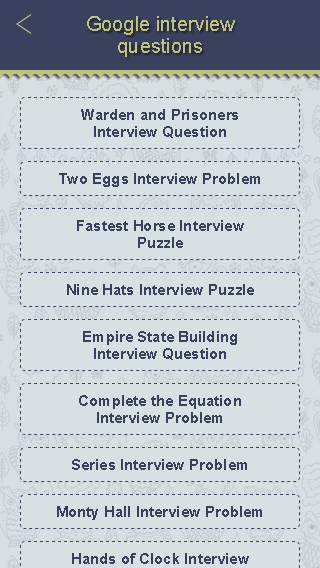 Google interview
questions
Warden and Prisoners
Interview Question
Two Eggs Interview Problem
Fastest Horse Interview
Puzzle
Nine Hats Interview Puzzle
Empire State Building
Interview Question
Complete the Equation
Interview Problem
Series Interview Problem
Monty Hall Interview Problem
Hands of Clock Interview